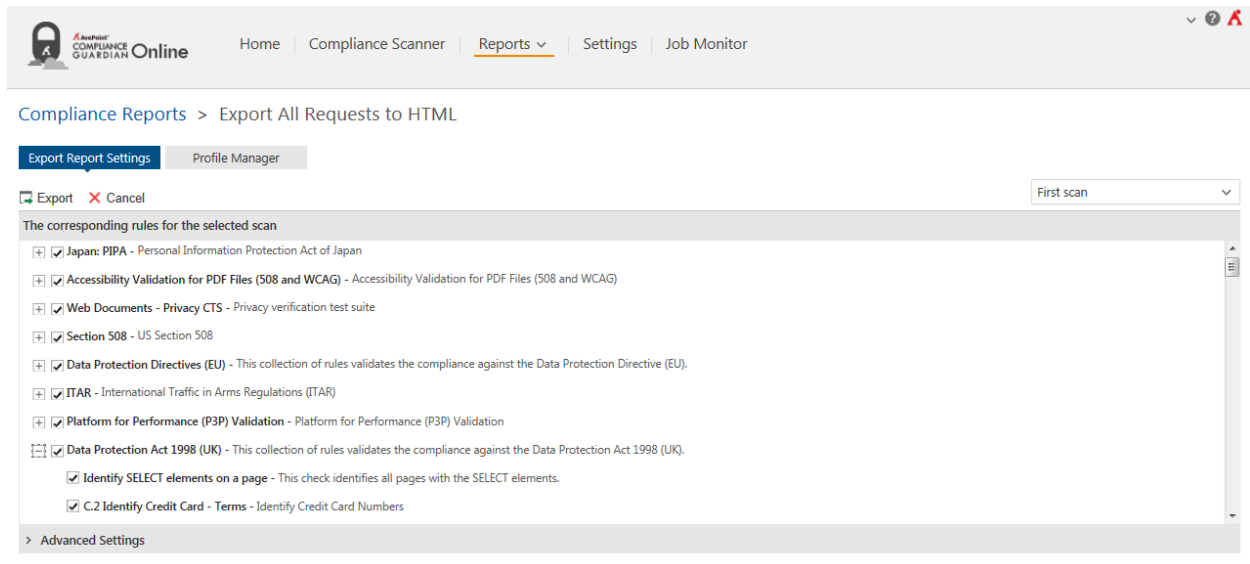 AvePoint®
COMPLIANCE
GUARDIAN Online
Home Compliance Scanner Reports Settings Job Monitor
Compliance Reports > Export All Requests to HTML
Export Report Settings Profile Manager
Export Cancel First scan
The corresponding rules for the selected scan
Japan: PIPA - Personal Information Protection Act of Japan
Accessibility Validation for PDF Files (508 and WCAG) - Accessibility Validation for PDF Files (508 and WCAG)
Web Documents - Privacy CTS - Privacy verification test suite
Section 508 - US Section 508
Data Protection Directives (EU) - This collection of rules validates the compliance against the Data Protection Directive (EU).
ITAR - International Traffic in Arms Regulations (ITAR)
Platform for Performance (P3P) Validation - Platform for Performance (P3P) Validation
Data Protection Act 1998 (UK) - This collection of rules validates the compliance against the Data Protection Act 1998 (UK).
Identify SELECT elements on a page - This check identifies all pages with the SELECT elements.
C.2 Identify Credit Card - Terms - Identify Credit Card Numbers
> Advanced Settings